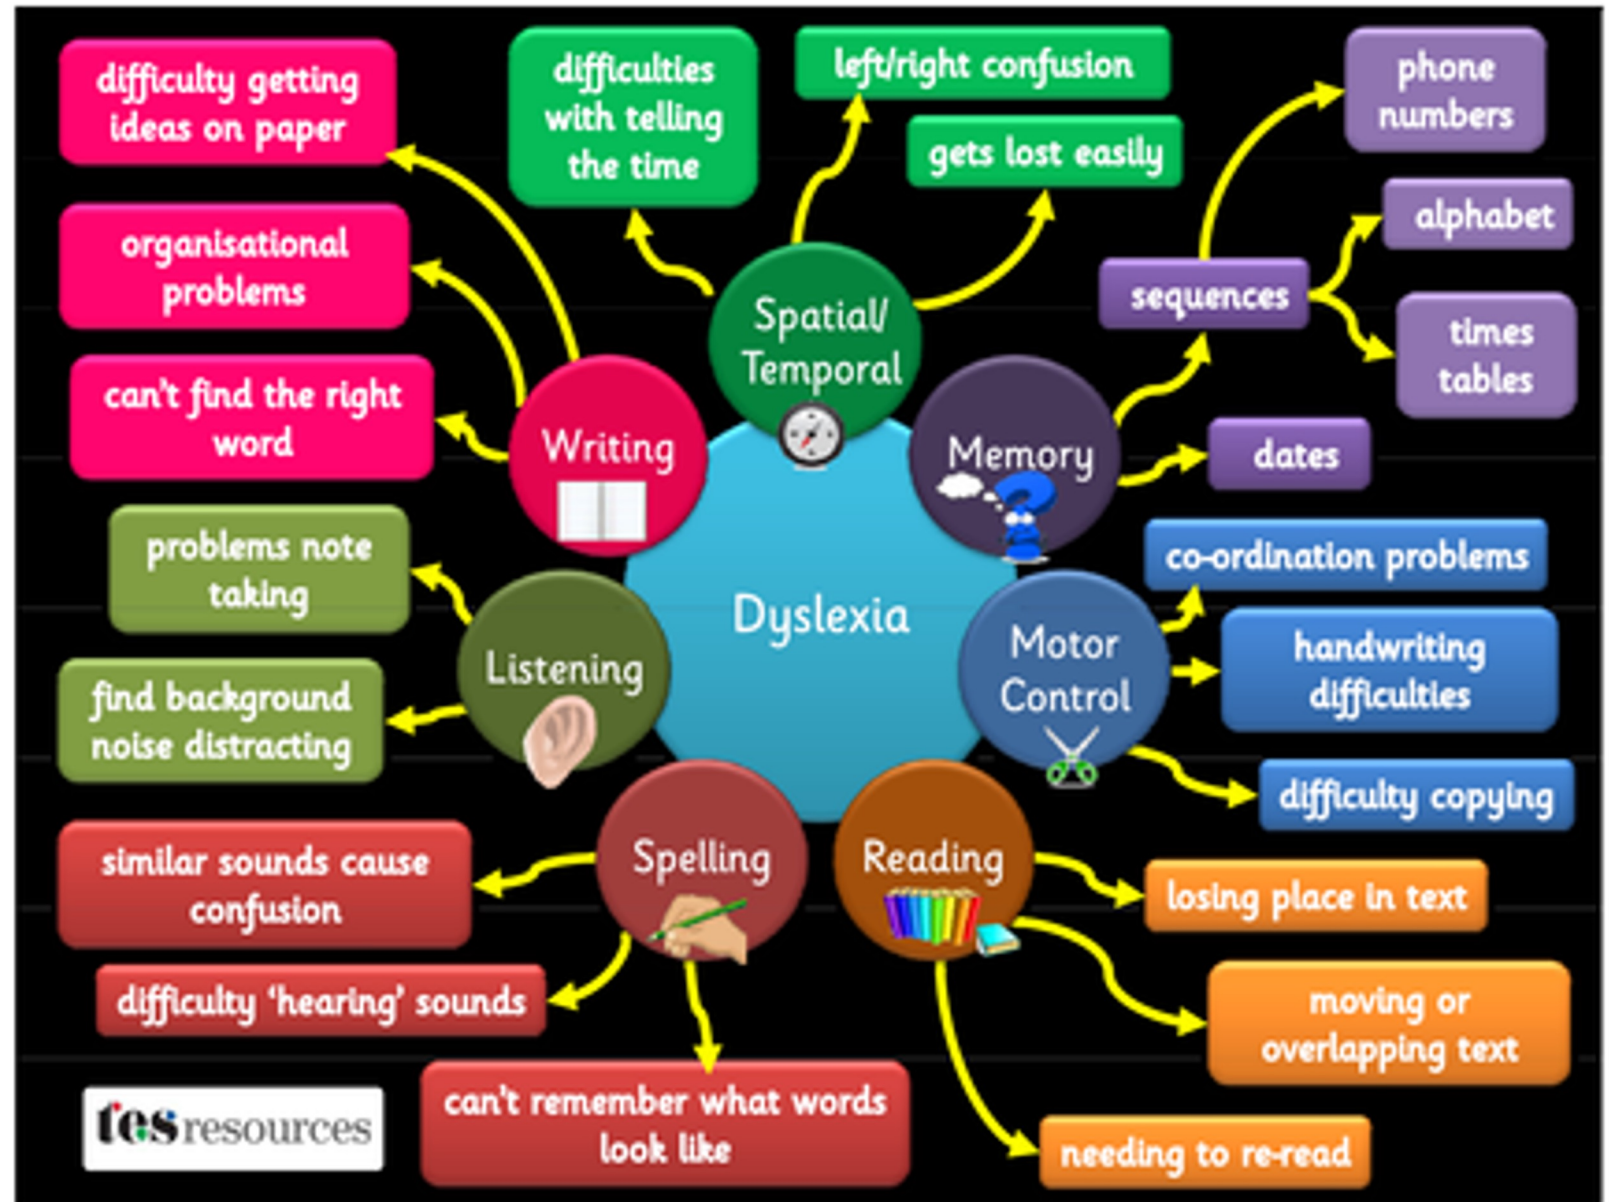 difficulty getting
ideas on paper
organisational
problems
can't find the right
word
problems note
taking
find background
noise distracting
similar sounds cause
confusion
difficulty 'hearing' sounds
can't remember what words
look like
difficulties
with telling
the time
left/right confusion
gets lost easily
phone
numbers
alphabet
sequences
times
tables
dates
co-ordination problems
handwriting
difficulties
difficulty copying
losing place in text
moving or
overlapping text
needing to re-read
Spatial/
Temporal
Writing
Memory
Dyslexia
Listening
Motor
Control
Spelling
Reading
tes resources